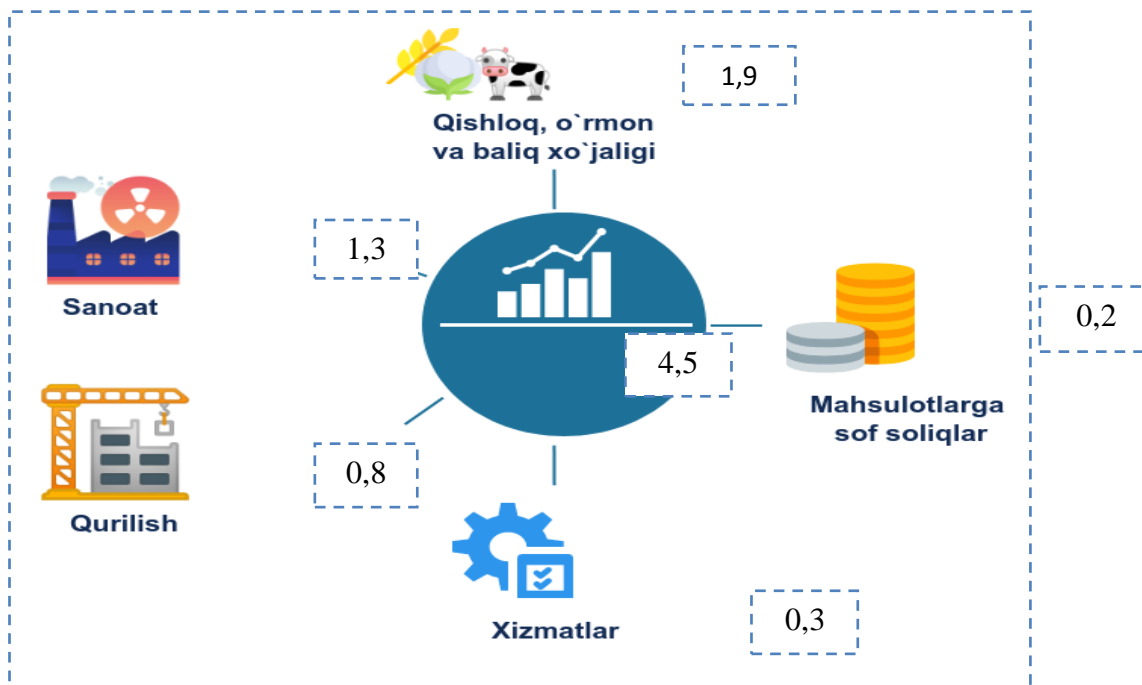 1,9
Qishloq, o`rmon
va baliq xo`jaligi
1,3
Sanoat
0,2
4,5
Mahsulotlarga
sof soliqlar
0,8
Qurilish
Xizmatlar
0,3